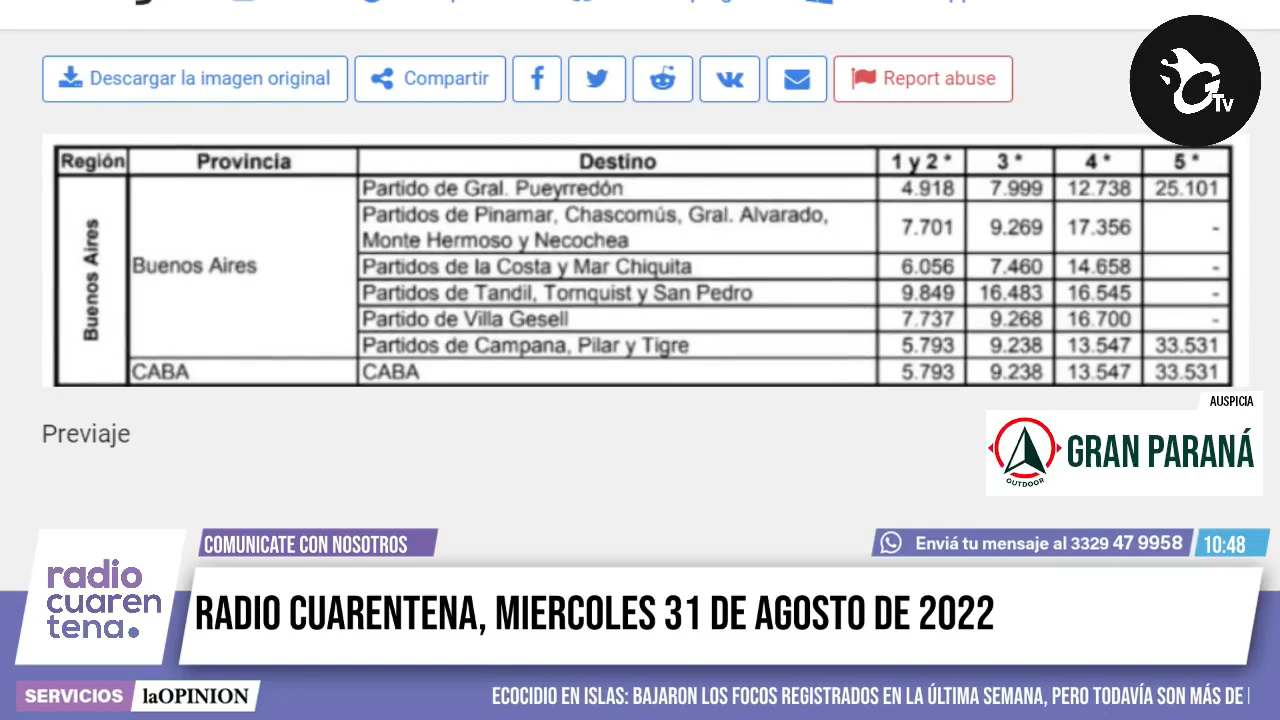 Descargar la imagen original Compartir Report abuse
G Tv
Región Provincia Destino 1 y 2 * 3 * 4 * 5 *
Buenos Aires
Buenos Aires
Partido de Gral. Pueyrredón 4.918 7.999 12.738 25.101
Partidos de Pinamar, Chascomús, Gral. Alvarado,
Monte Hermoso y Necochea 7.701 9.269 17.356 -
Partidos de la Costa y Mar Chiquita 6.056 7.460 14.658 -
Partidos de Tandil, Tornquist y San Pedro 9.849 16.483 16.545 -
Partido de Villa Gesell 7.737 9.268 16.700 -
Partidos de Campana, Pilar y Tigre 5.793 9.238 13.547 33.531
CABA CABA 5.793 9.238 13.547 33.531
Previaje
AUSPICIA
GRAN PARANÁ
OUTDOOR
COMUNICATE CON NOSOTROS
Enviá tu mensaje al 3329 47 9958 10:48
radio
cuaren
tena.
RADIO CUARENTENA, MIERCOLES 31 DE AGOSTO DE 2022
SERVICIOS laOPINION
ECOCIDIO EN ISLAS: BAJARON LOS FOCOS REGISTRADOS EN LA ÚLTIMA SEMANA, PERO TODAVÍA SON MÁS DE